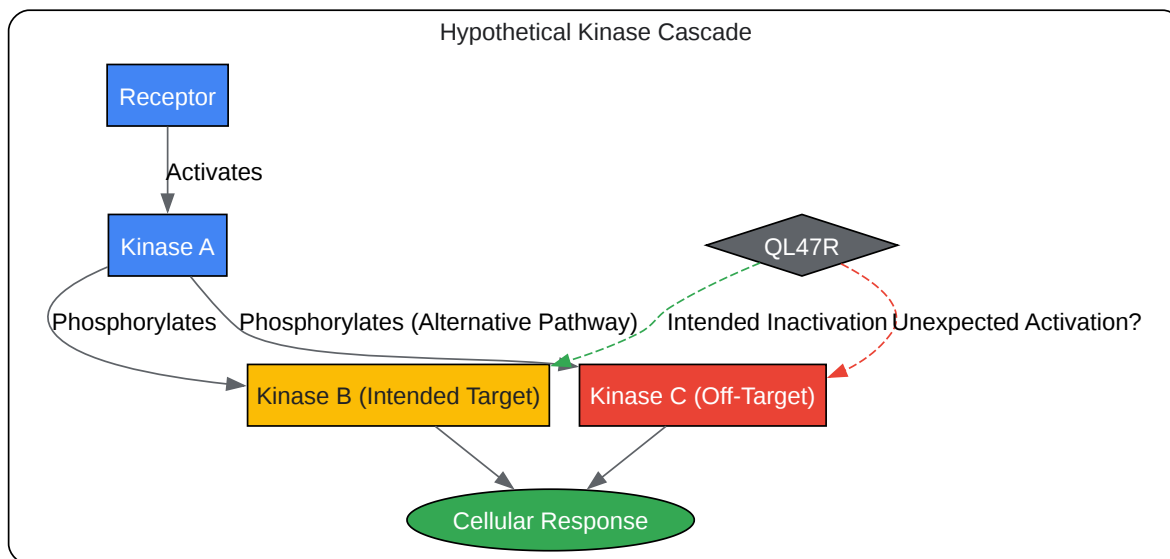 Hypothetical Kinase Cascade
Receptor
Activates
Kinase A
QL47R
Phosphorylates
Phosphorylates (Alternative Pathway)
Intended Inactivation
Unexpected Activation?
Kinase B (Intended Target)
Kinase C (Off-Target)
Cellular Response